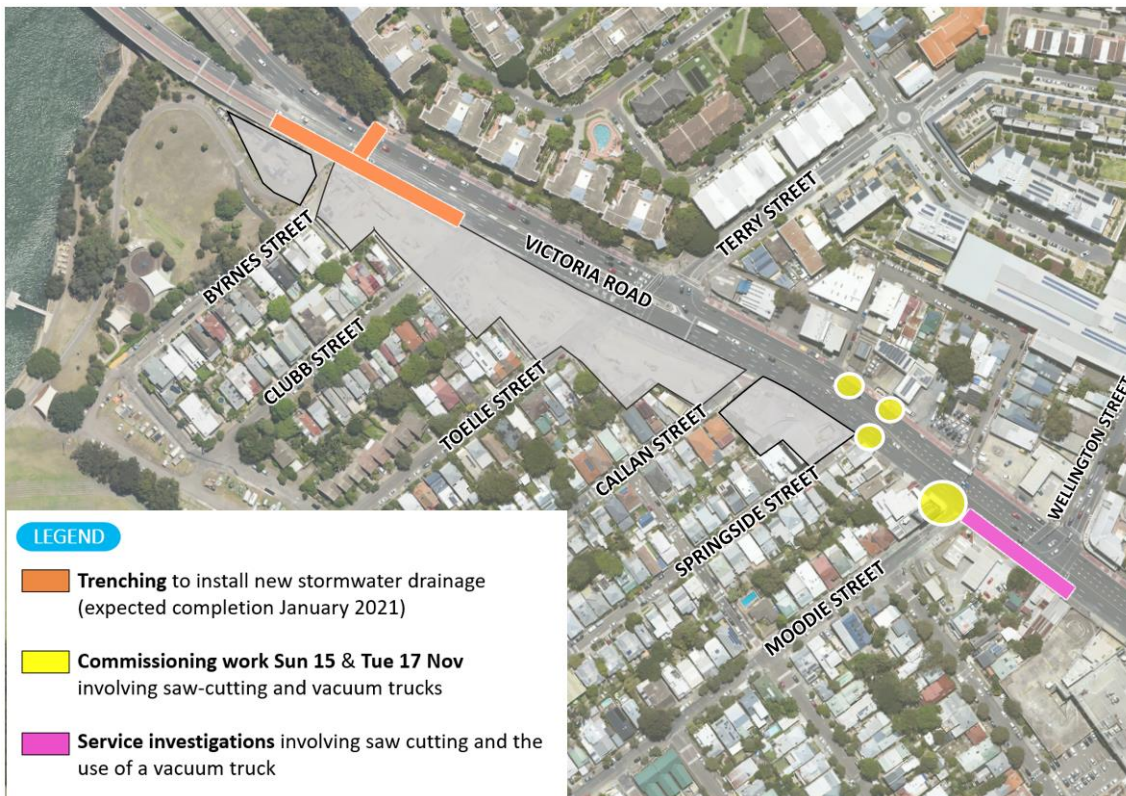 BYRNES STREET
CLUBB STREET
TOELLE STREET
VICTORIA ROAD
TERRY STREET
CALLAN STREET
SPRINGSIDE STREET
MOODIE STREET
WELLINGTON STREET
LEGEND
Trenching to install new stormwater drainage
(expected completion January 2021)
Commissioning work Sun 15 & Tue 17 Nov
involving saw-cutting and vacuum trucks
Service investigations involving saw cutting and the
use of a vacuum truck